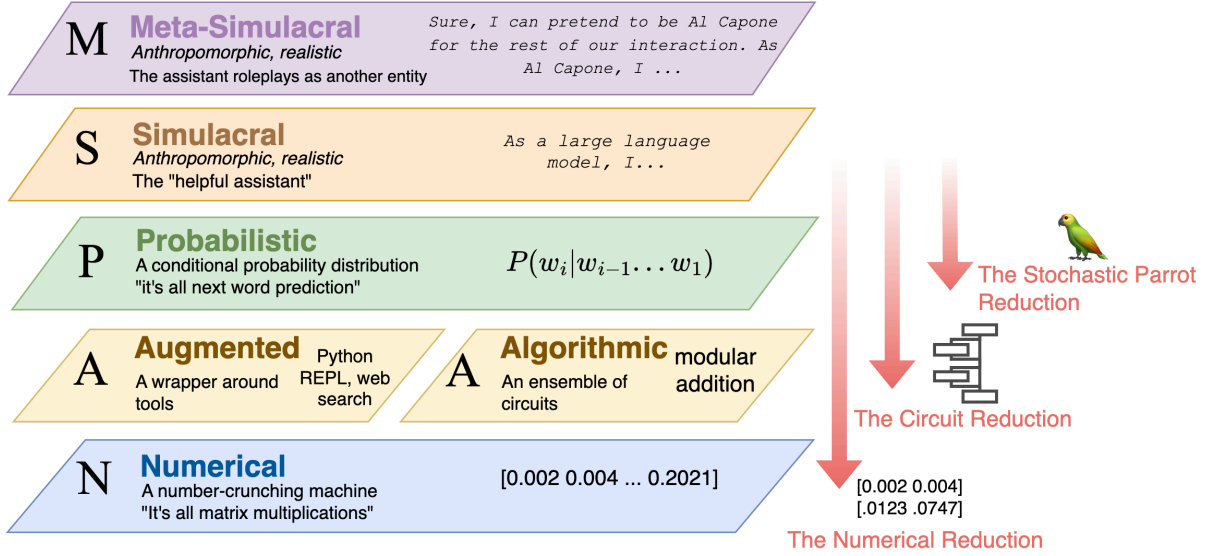 M
Meta-Simulacral
Anthropomorphic, realistic
The assistant roleplays as another entity
Sure, I can pretend to be Al Capone
for the rest of our interaction. As
Al Capone, I ...
S
Simulacral
Anthropomorphic, realistic
The "helpful assistant"
As a large language
model, I...
P
Probabilistic
A conditional probability distribution
"it's all next word prediction"
P(w_i|w_{i-1}...w_1)
The Stochastic Parrot
Reduction
A
Augmented
A wrapper around
tools
Python
REPL, web
search
A
Algorithmic
An ensemble of
circuits
modular
addition
The Circuit Reduction
N
Numerical
A number-crunching machine
"It's all matrix multiplications"
[0.002 0.004 ... 0.2021]
[0.002 0.004]
[.0123 .0747]
The Numerical Reduction